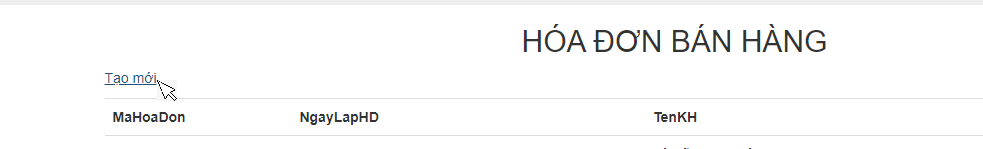 HÓA ĐƠN BÁN HÀNG
Tạo mới
MaHoaDon NgayLapHD TenKH